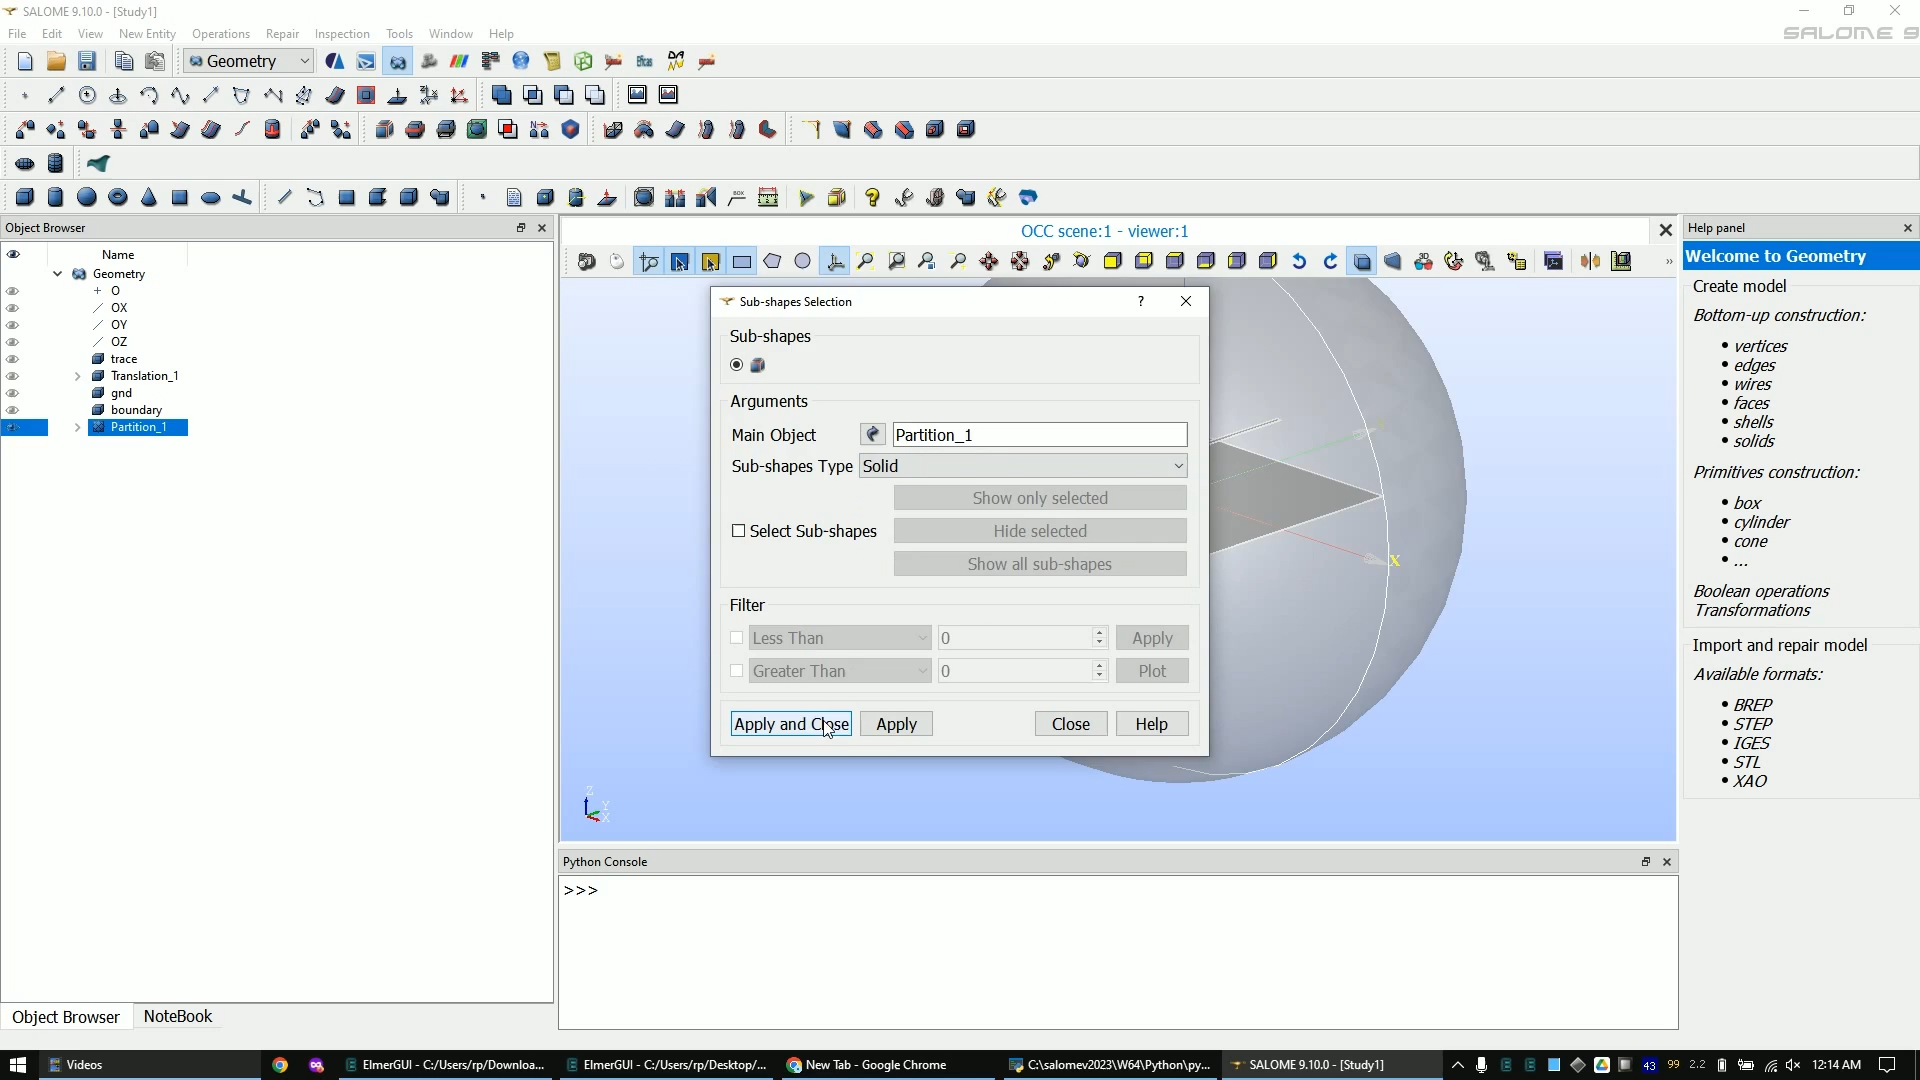 SALOME 9.10.0 - [Study1]
File Edit View New Entity Operations Repair Inspection Tools Window Help
SALOME 9
Geometry
Object Browser
Name
Geometry
O
OX
OY
OZ
trace
Translation_1
gnd
boundary
Partition_1
Object Browser NoteBook
OCC scene:1 - viewer:1
Sub-shapes Selection
?
Sub-shapes
Arguments
Main Object Partition_1
Sub-shapes Type Solid
Show only selected
Select Sub-shapes Hide selected
Show all sub-shapes
Filter
Less Than 0 Apply
Greater Than 0 Plot
Apply and Close Apply Close Help
X
Z
Y
X
Python Console
>>>
Help panel
Welcome to Geometry
Create model
Bottom-up construction:
• vertices
• edges
• wires
• faces
• shells
• solids
Primitives construction:
• box
• cylinder
• cone
• ...
Boolean operations
Transformations
Import and repair model
Available formats:
• BREP
• STEP
• IGES
• STL
• XAO
Videos
ElmerGUI - C:/Users/rp/Downloa...
ElmerGUI - C:/Users/rp/Desktop/...
New Tab - Google Chrome
C:\salomev2023\W64\Python\py...
SALOME 9.10.0 - [Study1]
43 99 2.2 12:14 AM